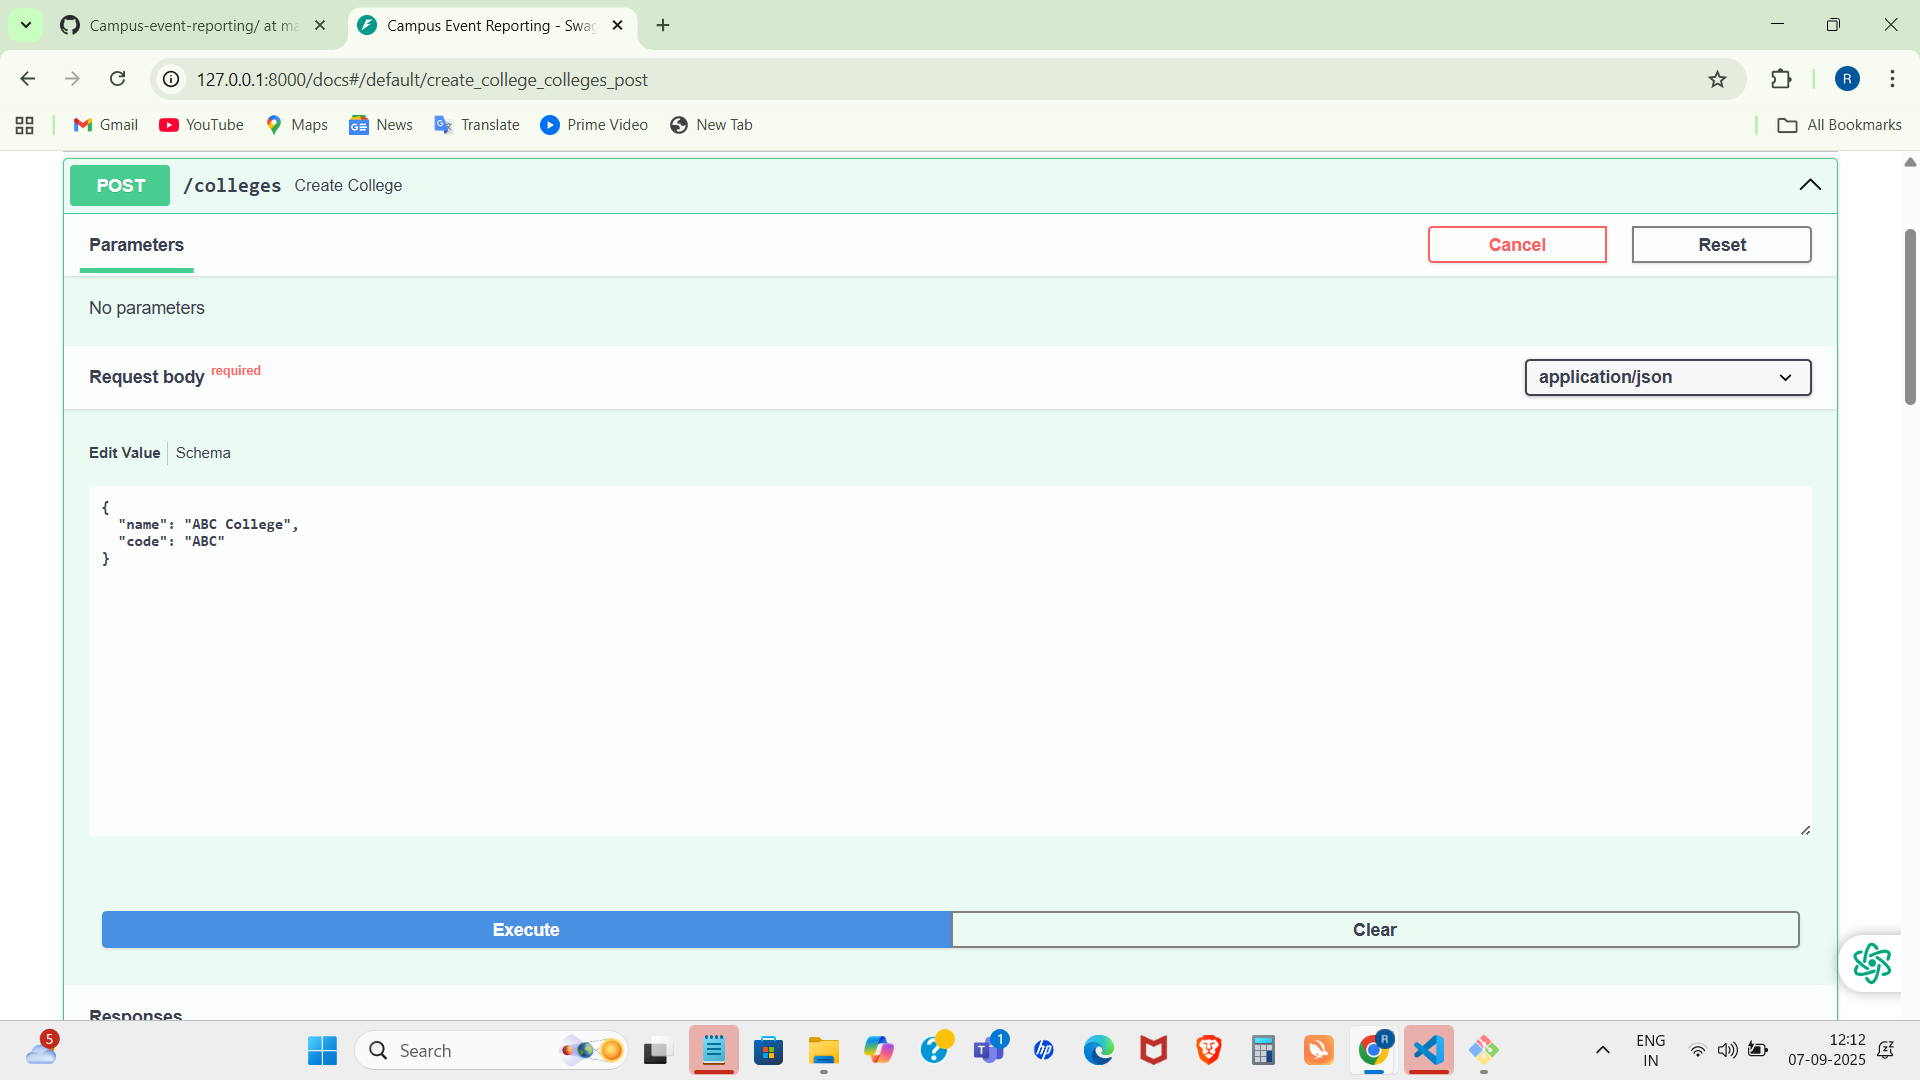 Campus-event-reporting/ at ma
Campus Event Reporting - Swag
127.0.0.1:8000/docs#/default/create_college_colleges_post
R
Gmail
YouTube
Maps
News
Translate
Prime Video
New Tab
All Bookmarks
POST /colleges Create College
Parameters
Cancel
Reset
No parameters
Request body required
application/json
Edit Value
Schema
{
"name": "ABC College",
"code": "ABC"
}
Execute
Clear
Responses
5
Search
1
hp
R
ENG
IN
12:12
07-09-2025